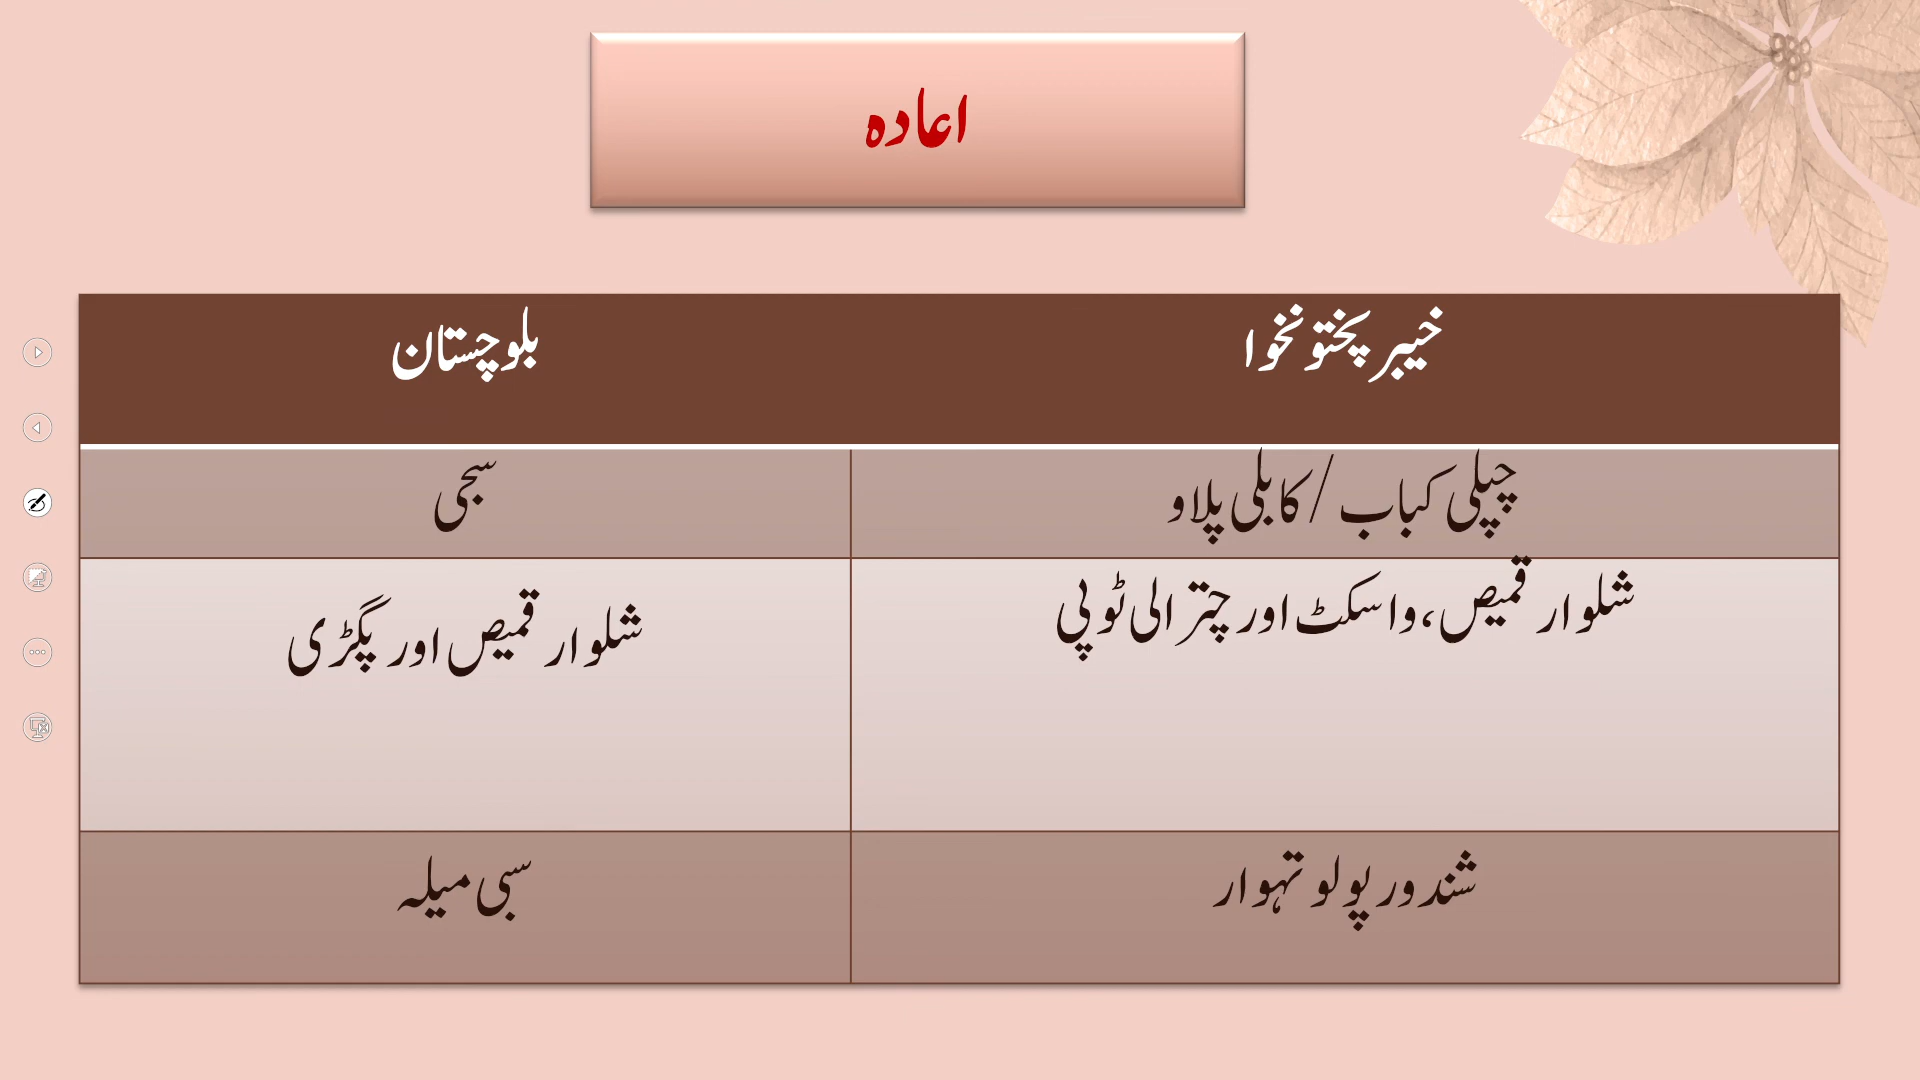 اعادہ
خیبر پختونخوا
بلوچستان
چپلی کباب / کابلی پلاو
سجی
شلوار قمیص، واسکٹ اور چترالی ٹوپی
شلوار قمیص اور پگڑی
شندور پولو تہوار
سبی میلہ